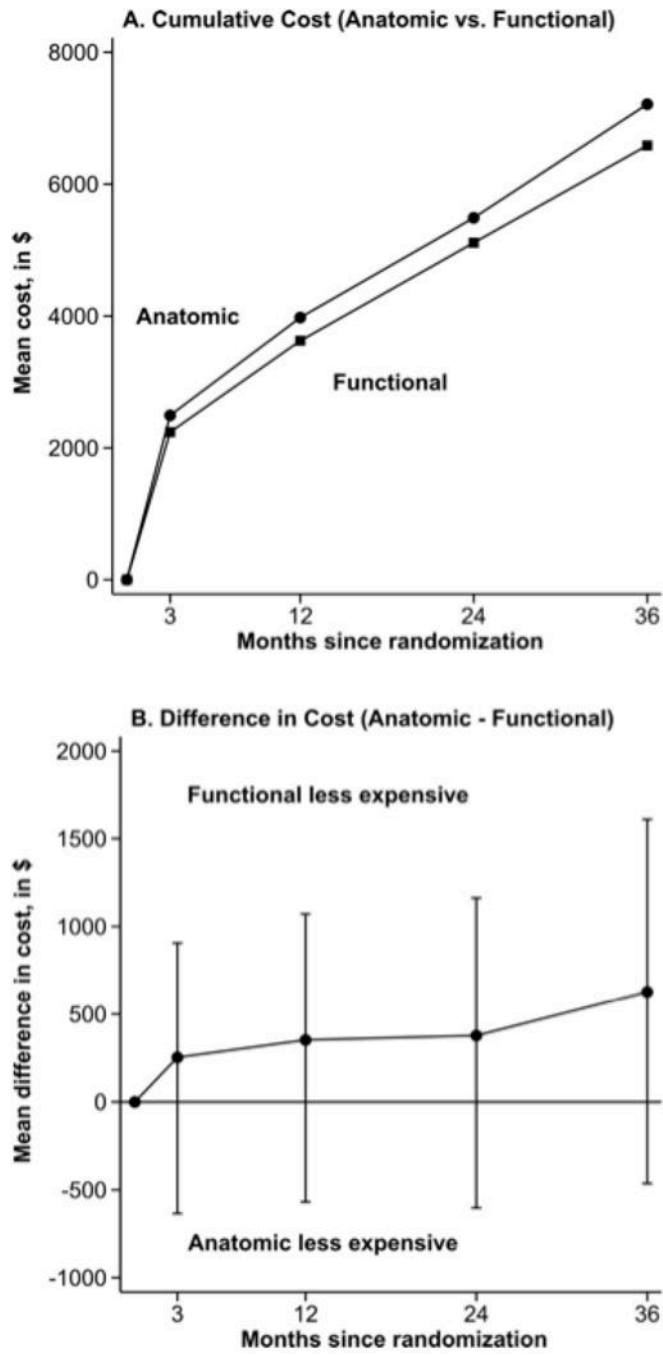 A. Cumulative Cost (Anatomic vs. Functional)
8000
6000
4000
2000
0
Mean cost, in $
Anatomic
Functional
3 12 24 36
Months since randomization
B. Difference in Cost (Anatomic - Functional)
2000
1500
1000
500
0
-500
-1000
Mean difference in cost, in $
Functional less expensive
Anatomic less expensive
3 12 24 36
Months since randomization